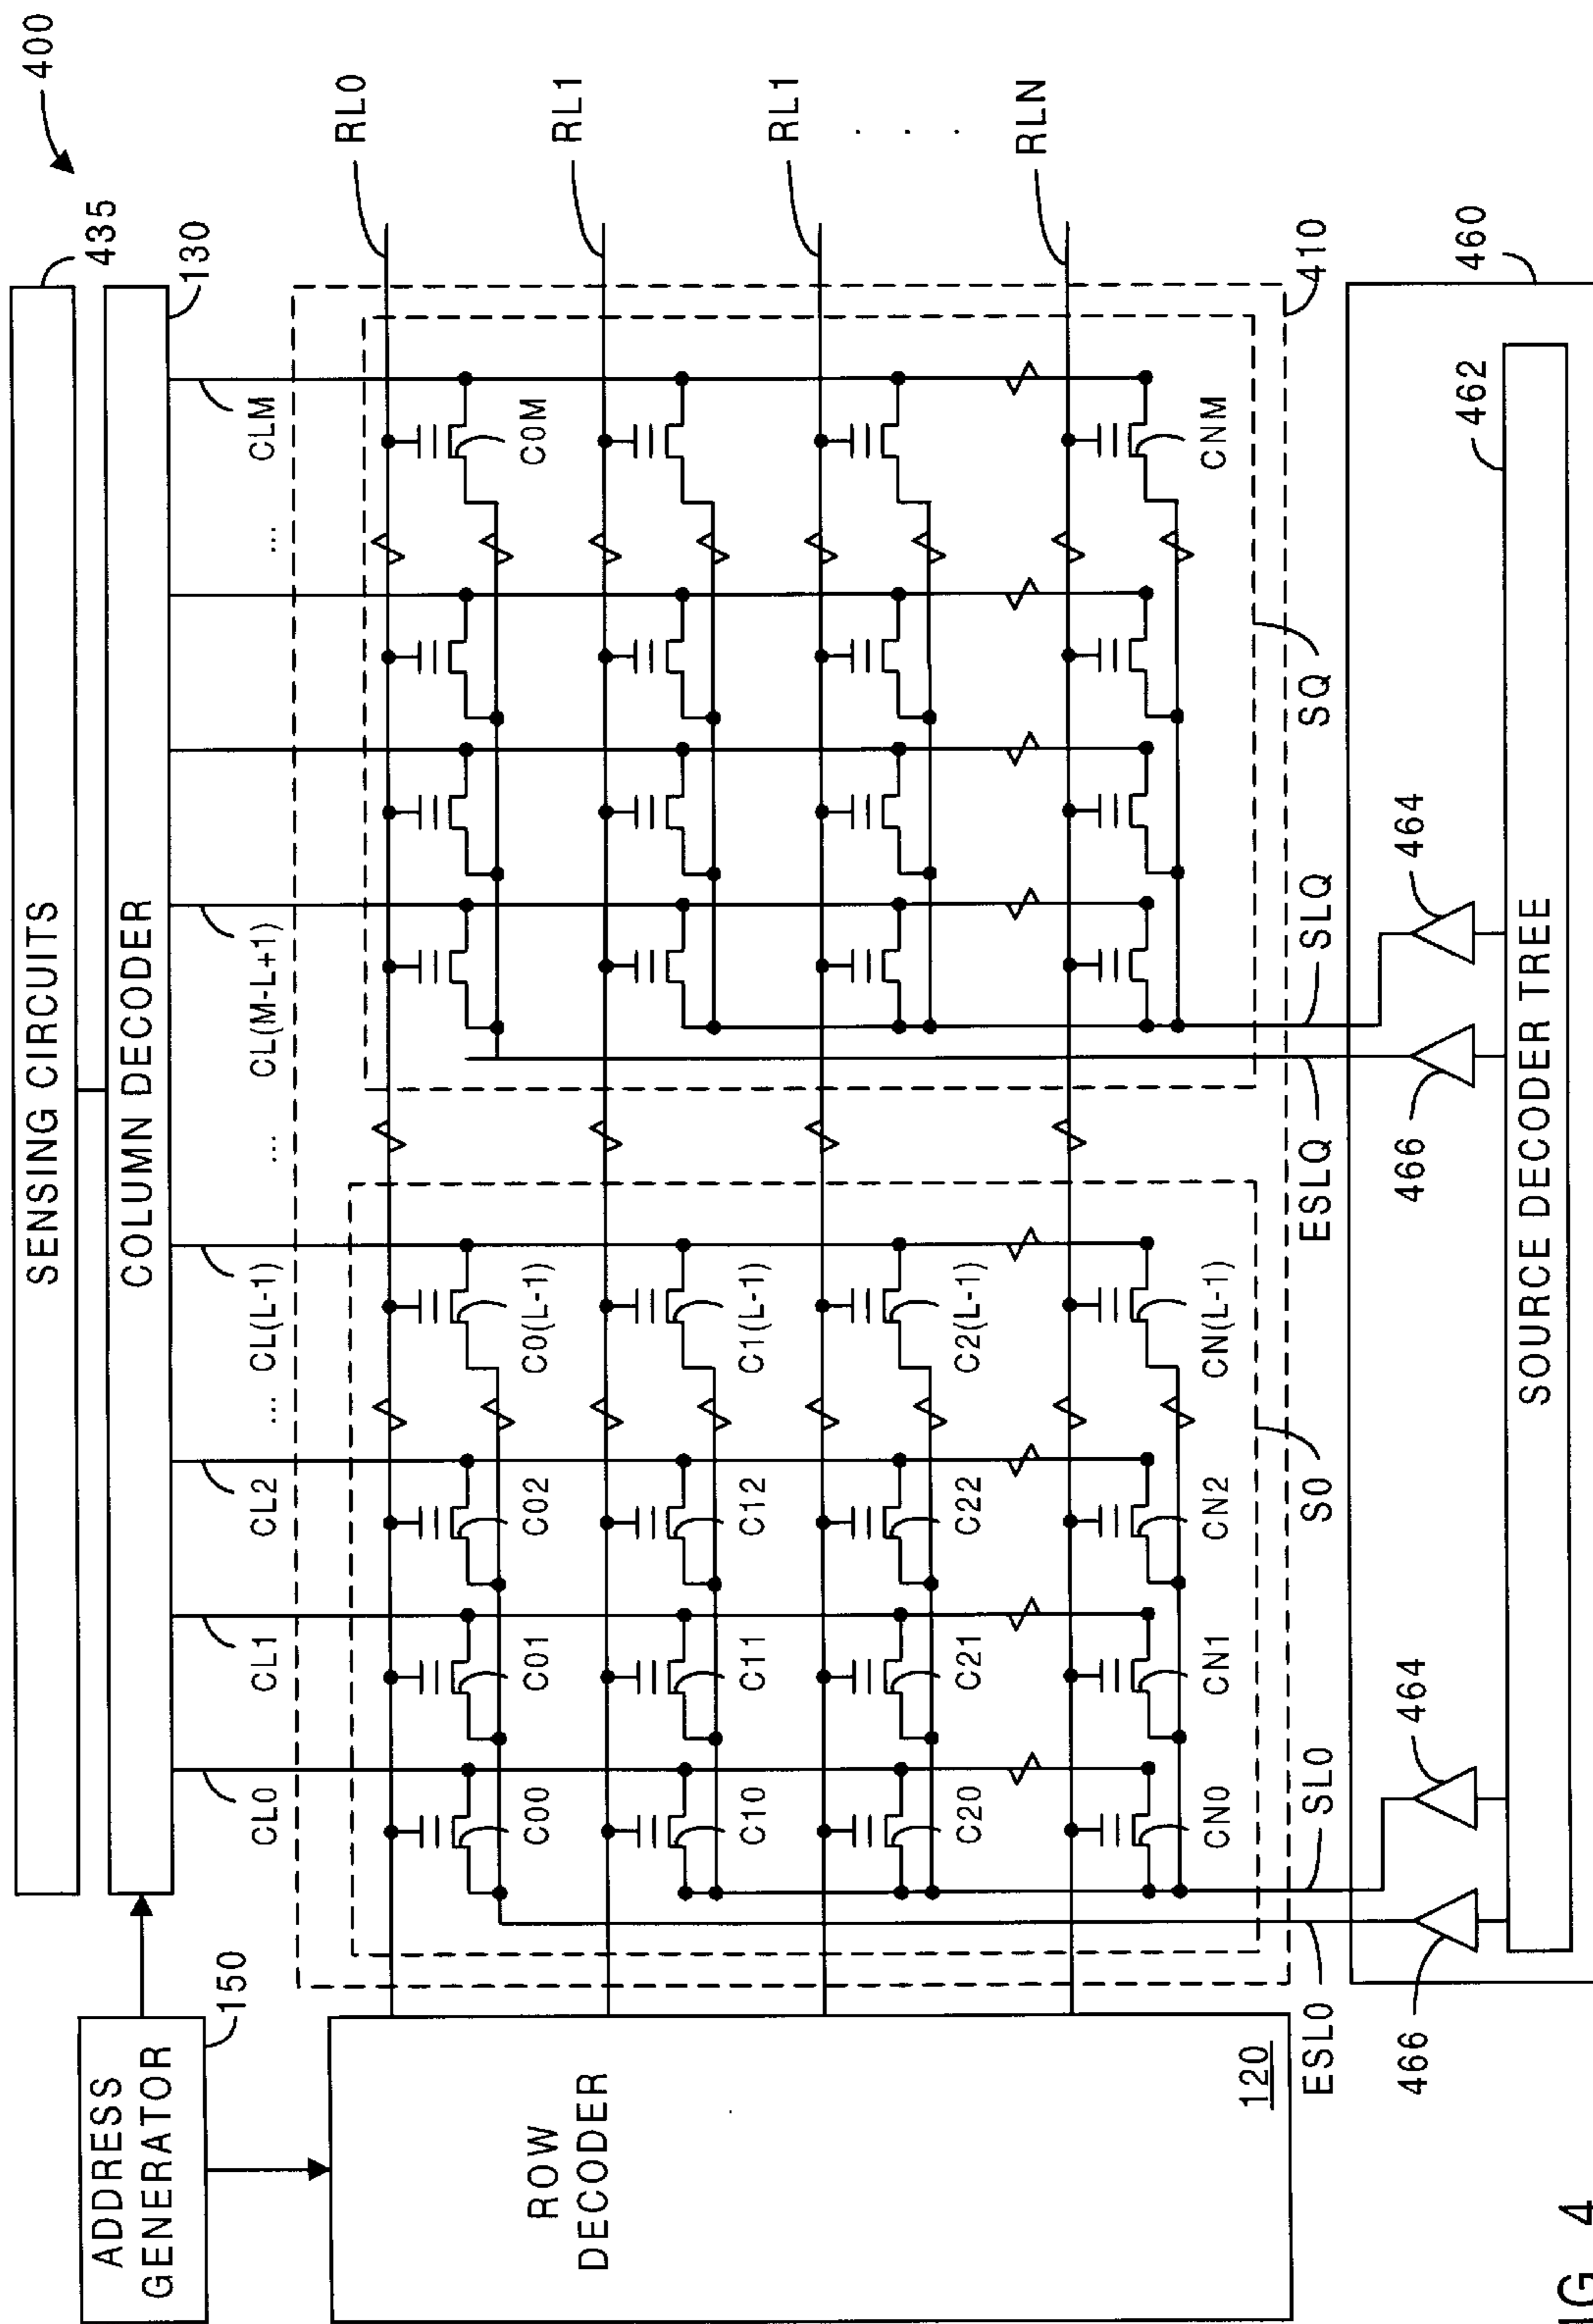 400
SENSING CIRCUITS
435
COLUMN DECODER
130
ADDRESS
GENERATOR
150
CL0
CL1
CL2
...
CL(L-1)
...
CL(M-L+1)
...
CLM
RL0
RL1
RL1
. . .
RLN
ROW
DECODER
120
C00
C01
C02
C0(L-1)
C0M
C10
C11
C12
C1(L-1)
C20
C21
C22
C2(L-1)
CN0
CN1
CN2
CN(L-1)
CNM
410
ESL0
SL0
S0
ESLQ
SLQ
SQ
460
466
464
466
464
462
SOURCE DECODER TREE
4